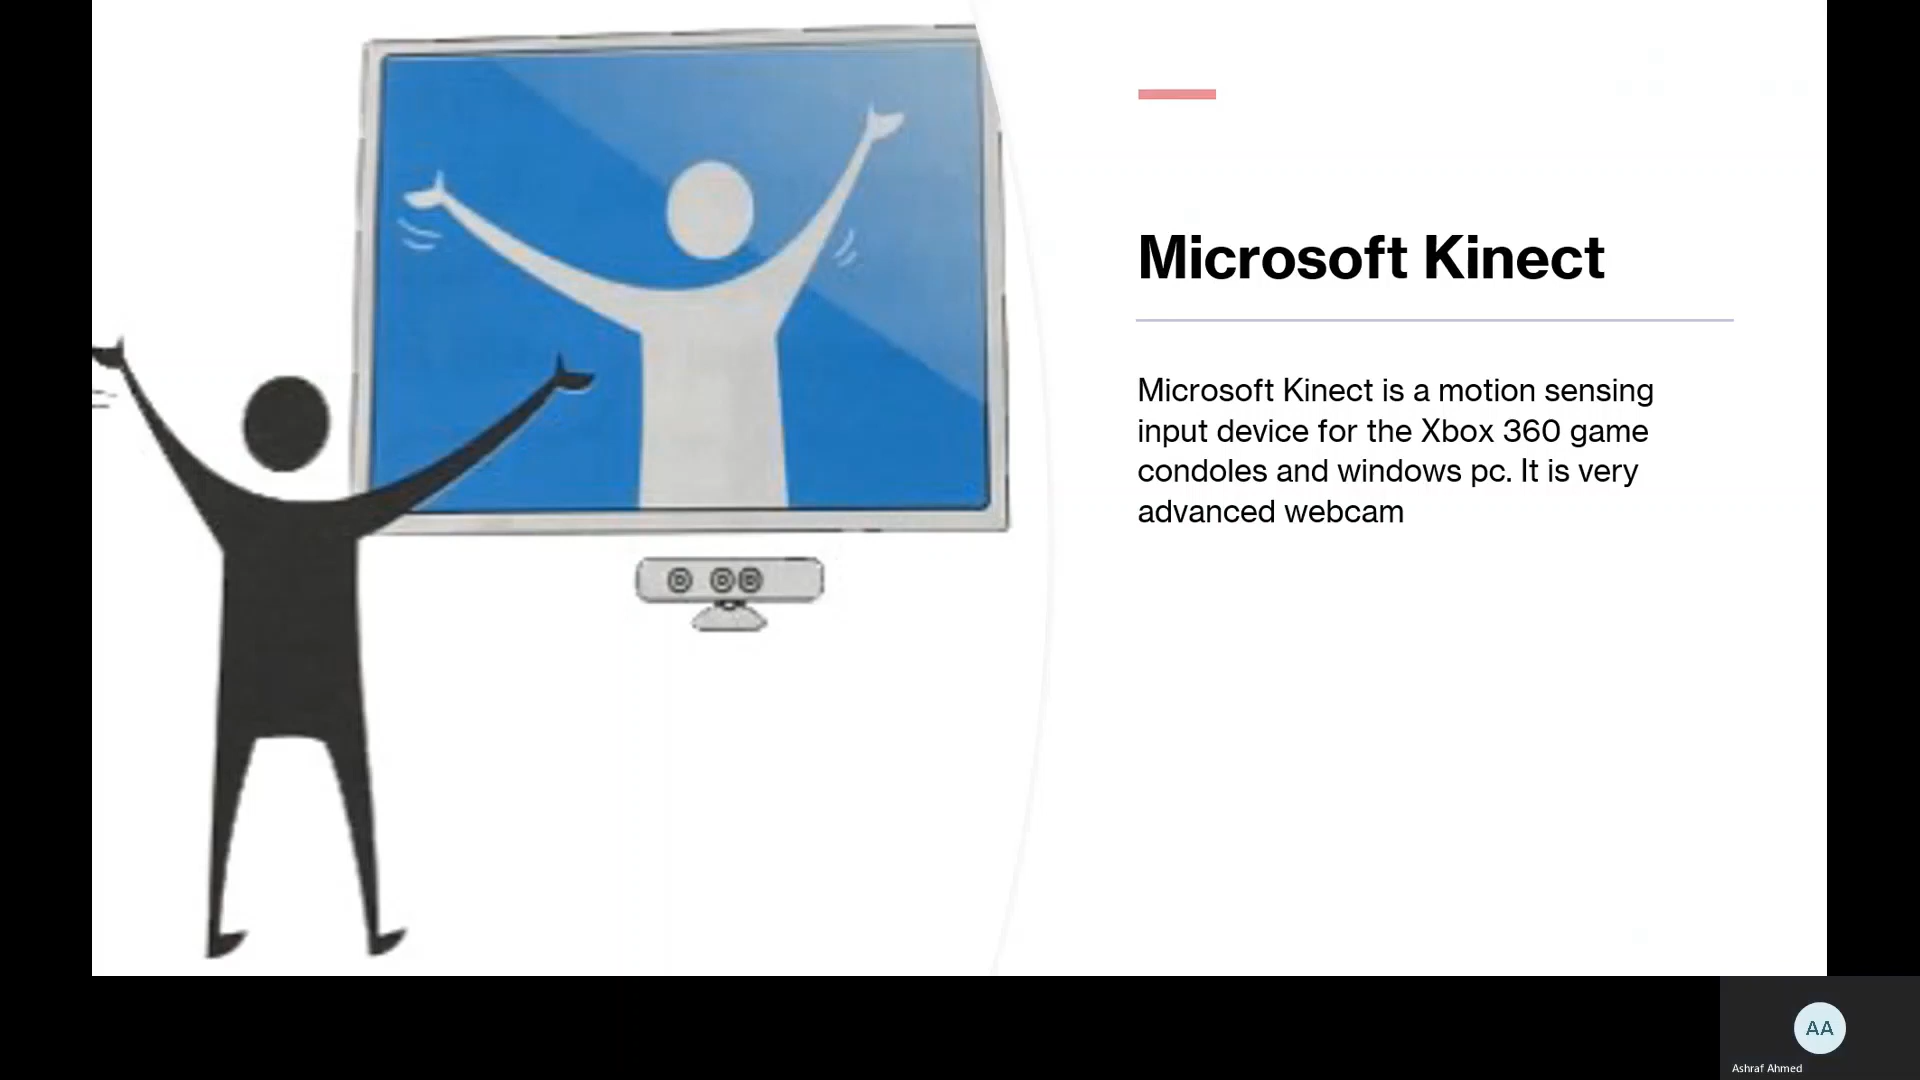 Microsoft Kinect
Microsoft Kinect is a motion sensing
input device for the Xbox 360 game
condoles and windows pc. It is very
advanced webcam
AA
Ashraf Ahmed